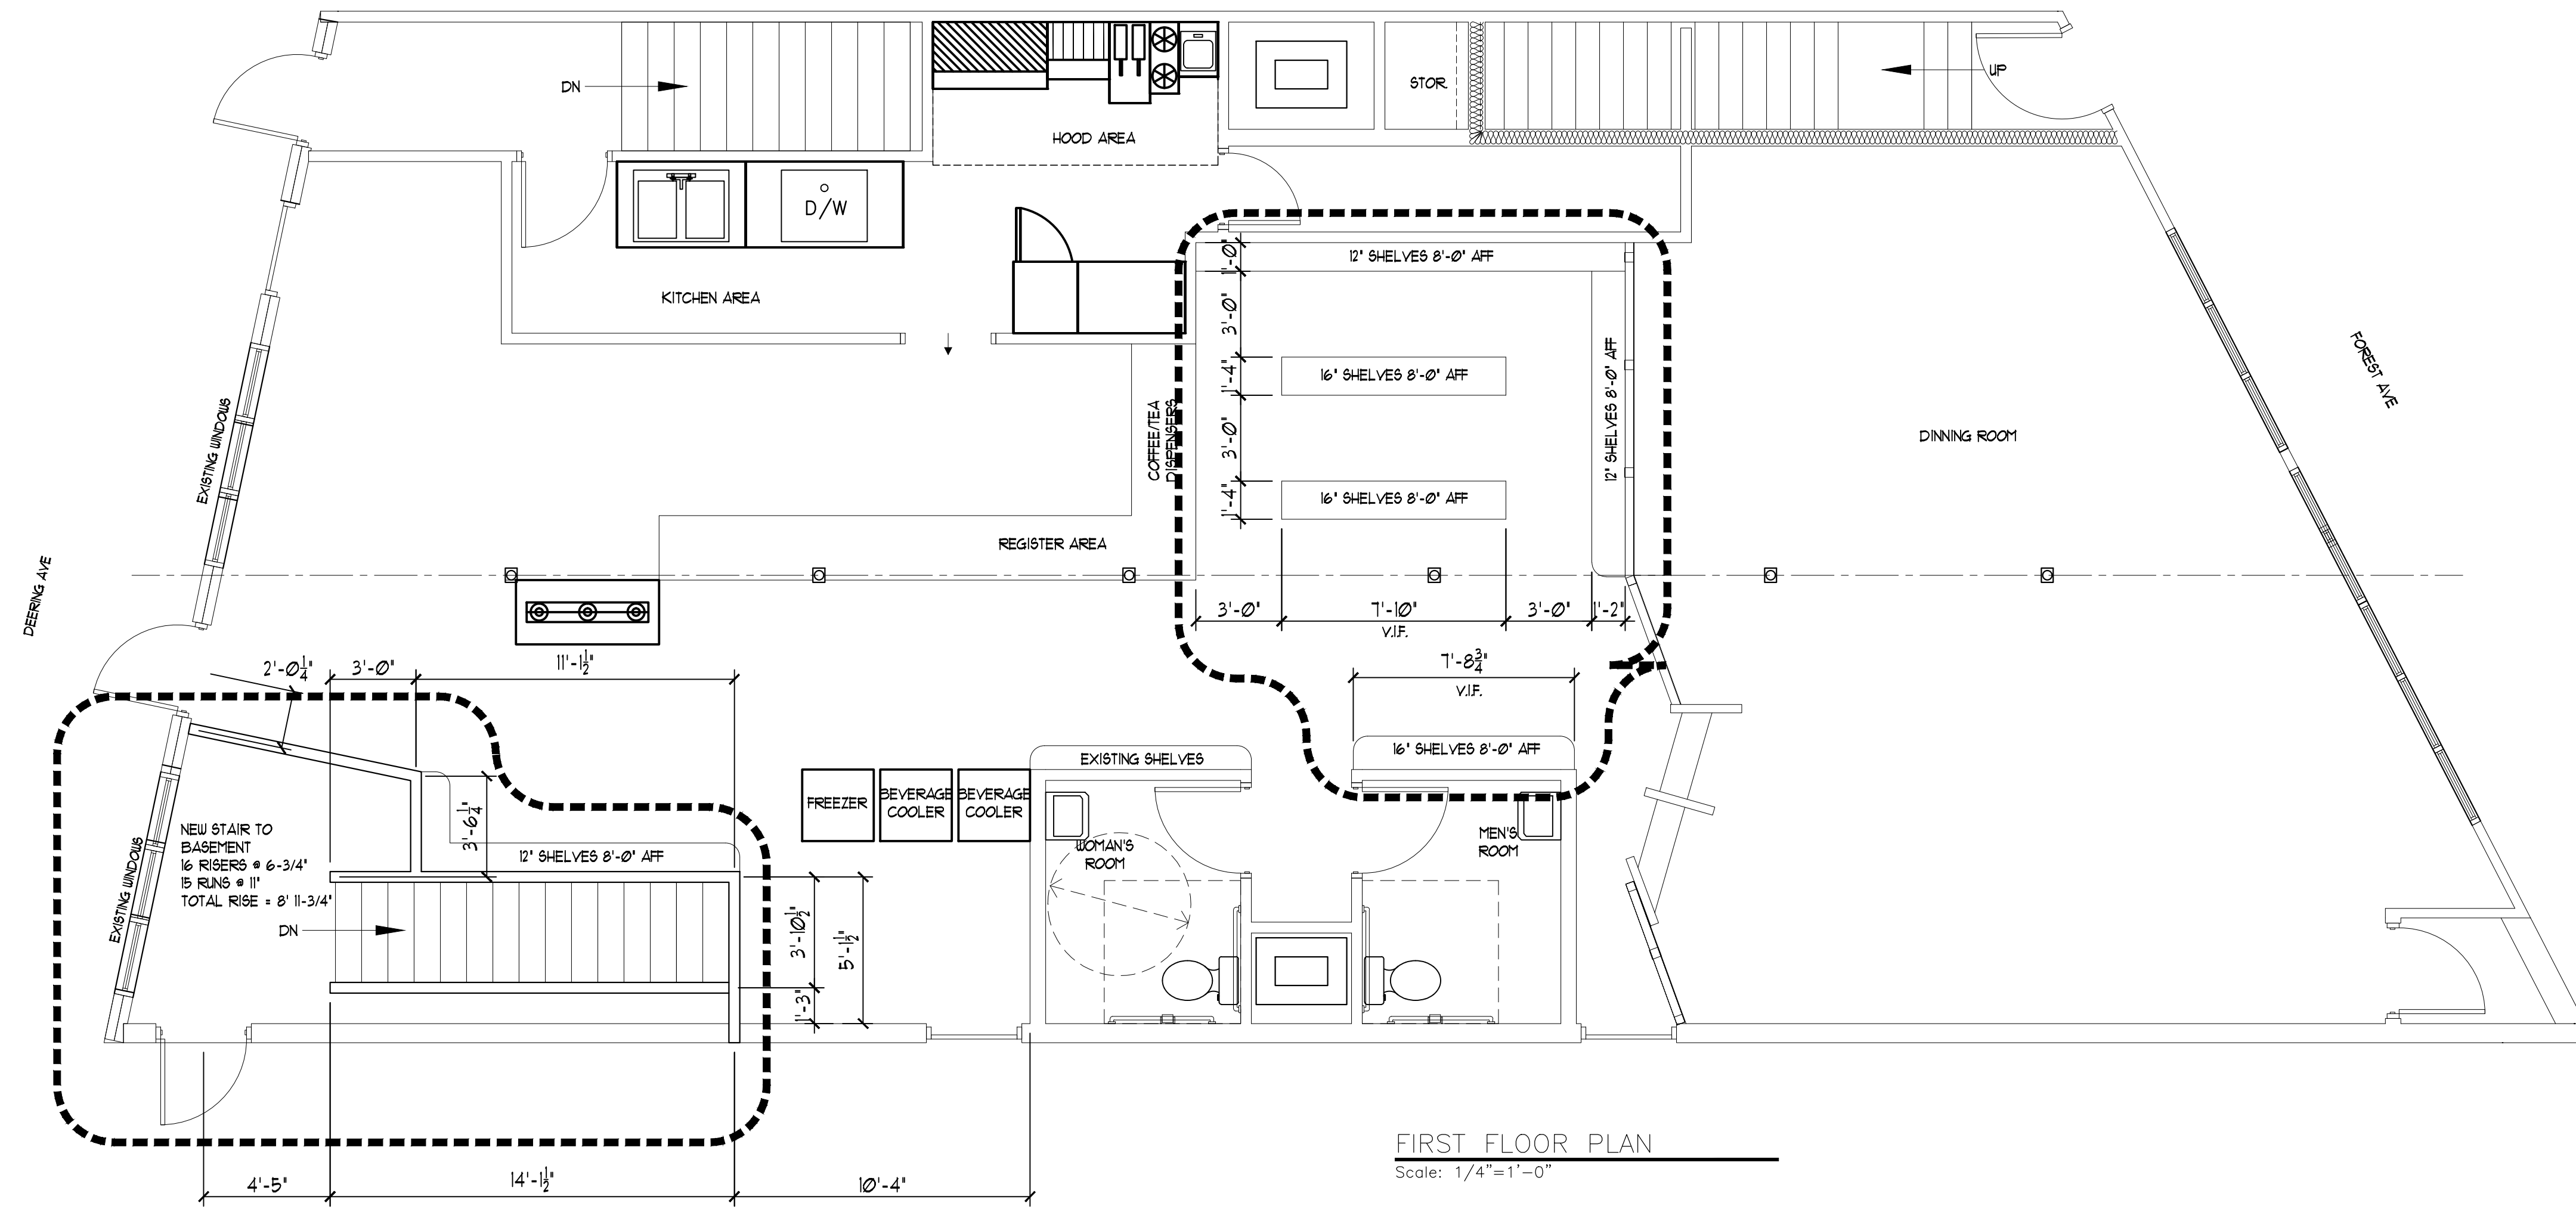 DN
HOOD AREA
STOR.
UP
D/W
KITCHEN AREA
12" SHELVES 8'-0" AFF
1'-0"
3'-0"
1'-4"
3'-0"
1'-4"
16" SHELVES 8'-0" AFF
16" SHELVES 8'-0" AFF
12" SHELVES 8'-0" AFF
COFFEE/TEA
DISPENSERS
EXISTING WINDOWS
DEERING AVE
FOREST AVE
DINNING ROOM
REGISTER AREA
3'-0"
7'-10"
V.I.F.
3'-0"
1'-2"
2'-0 1/4"
3'-0"
11'-1 1/2"
7'-8 3/4"
V.I.F.
16" SHELVES 8'-0" AFF
EXISTING SHELVES
FREEZER
BEVERAGE
COOLER
BEVERAGE
COOLER
3'-6 1/4"
12" SHELVES 8'-0" AFF
NEW STAIR TO
BASEMENT
16 RISERS @ 6-3/4"
15 RUNS @ 11"
TOTAL RISE = 8' 11-3/4"
EXISTING WINDOWS
DN
WOMAN'S
ROOM
MEN'S
ROOM
3'-10 1/2"
5'-1 1/2"
1'-3"
4'-5"
14'-1 1/2"
10'-4"
FIRST FLOOR PLAN
Scale: 1/4"=1'-0"